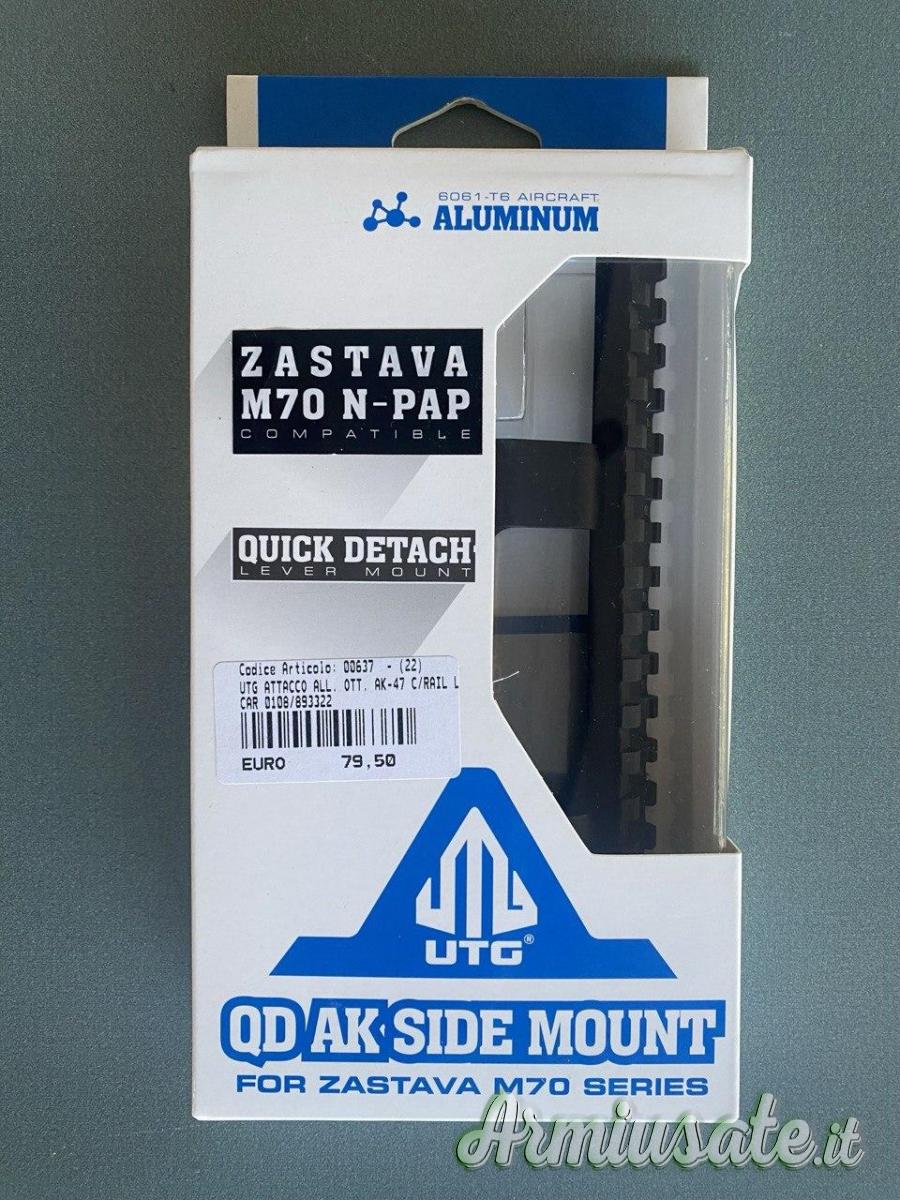 6061-T6 AIRCRAFT
ALUMINUM
ZASTAVA
M70 N-PAP
COMPATIBLE
QUICK DETACH
LEVER MOUNT
Codice Articolo: 00637 - (22)
UTG ATTACCO ALL. OTT. AK-47 C/RAIL L
CAR 0108/893322
EURO 79,50
UTG®
QD AK SIDE MOUNT
FOR ZASTAVA M70 SERIES
Armiusate.it